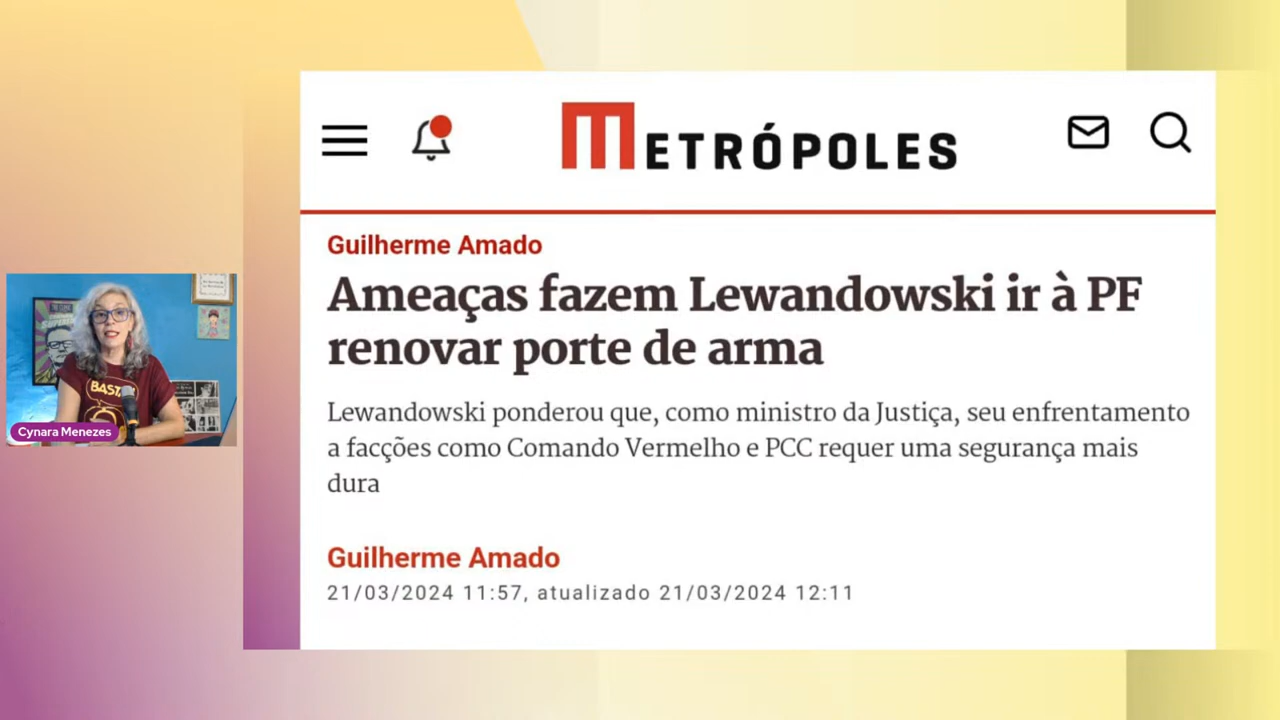 METRÓPOLES
Guilherme Amado
Ameaças fazem Lewandowski ir à PF
renovar porte de arma
Lewandowski ponderou que, como ministro da Justiça, seu enfrentamento
a facções como Comando Vermelho e PCC requer uma segurança mais
dura
Guilherme Amado
21/03/2024 11:57, atualizado 21/03/2024 12:11
Cynara Menezes